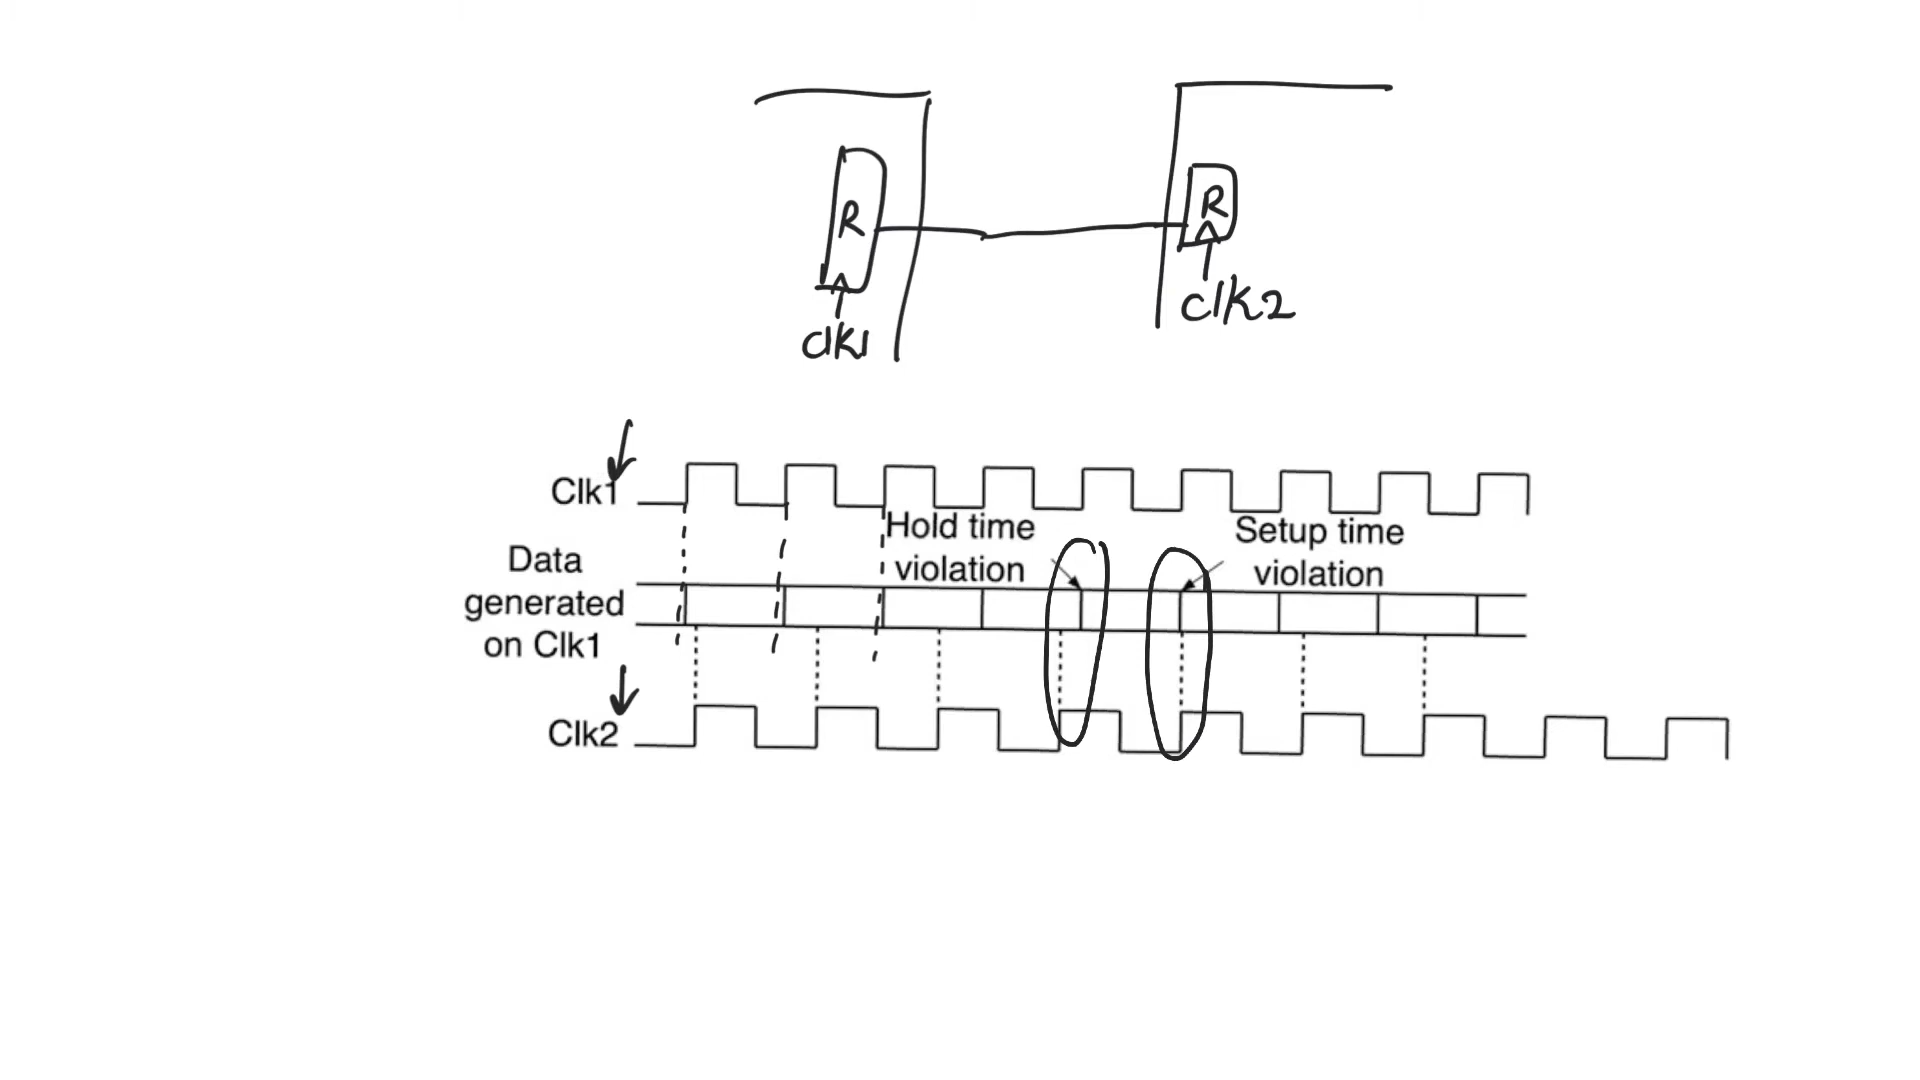 R
R
clk1
clk2
Clk1
Hold time
violation
Setup time
violation
Data
generated
on Clk1
Clk2